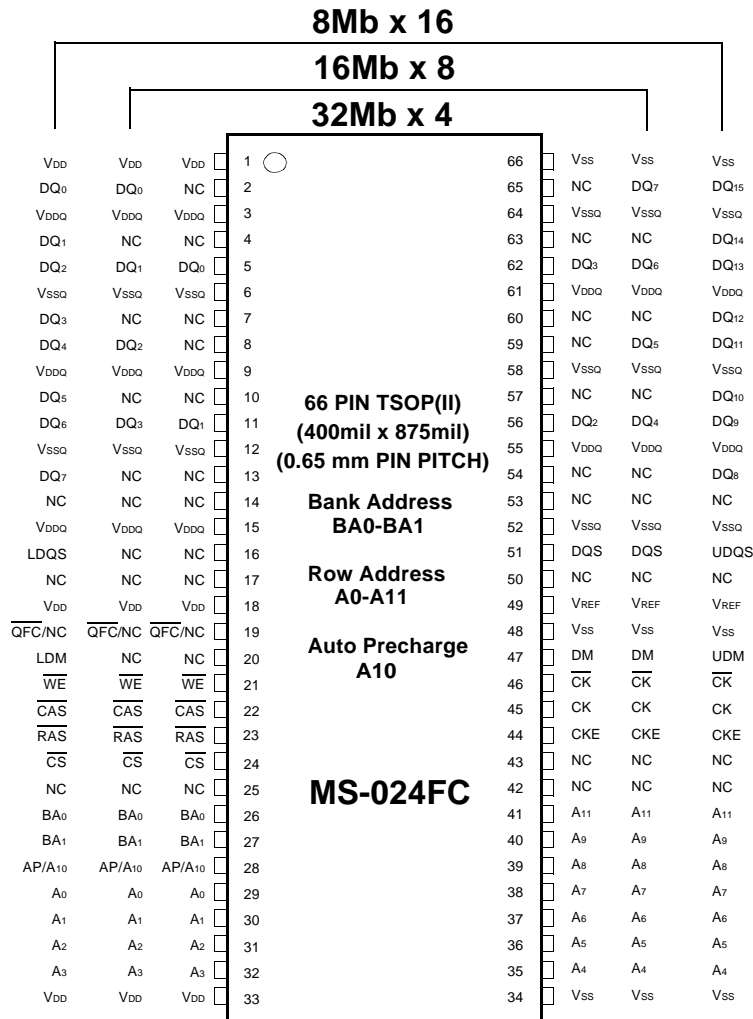 8Mb x 16
16Mb x 8
32Mb x 4
VDD VDD VDD 1 66 VSS VSS VSS
DQ0 DQ0 NC 2 65 NC DQ7 DQ15
VDDQ VDDQ VDDQ 3 64 VSSQ VSSQ VSSQ
DQ1 NC NC 4 63 NC NC DQ14
DQ2 DQ1 DQ0 5 62 DQ3 DQ6 DQ13
VSSQ VSSQ VSSQ 6 61 VDDQ VDDQ VDDQ
DQ3 NC NC 7 60 NC NC DQ12
DQ4 DQ2 NC 8 59 NC DQ5 DQ11
VDDQ VDDQ VDDQ 9 58 VSSQ VSSQ VSSQ
DQ5 NC NC 10 57 NC NC DQ10
DQ6 DQ3 DQ1 11 56 DQ2 DQ4 DQ9
VSSQ VSSQ VSSQ 12 55 VDDQ VDDQ VDDQ
DQ7 NC NC 13 54 NC NC DQ8
NC NC NC 14 53 NC NC NC
VDDQ VDDQ VDDQ 15 52 VSSQ VSSQ VSSQ
LDQS NC NC 16 51 DQS DQS UDQS
NC NC NC 17 50 NC NC NC
VDD VDD VDD 18 49 VREF VREF VREF
QFC/NC QFC/NC QFC/NC 19 48 VSS VSS VSS
LDM NC NC 20 47 DM DM UDM
WE WE WE 21 46 CK CK CK
CAS CAS CAS 22 45 CK CK CK
RAS RAS RAS 23 44 CKE CKE CKE
CS CS CS 24 43 NC NC NC
NC NC NC 25 42 NC NC NC
BA0 BA0 BA0 26 41 A11 A11 A11
BA1 BA1 BA1 27 40 A9 A9 A9
AP/A10 AP/A10 AP/A10 28 39 A8 A8 A8
A0 A0 A0 29 38 A7 A7 A7
A1 A1 A1 30 37 A6 A6 A6
A2 A2 A2 31 36 A5 A5 A5
A3 A3 A3 32 35 A4 A4 A4
VDD VDD VDD 33 34 VSS VSS VSS
66 PIN TSOP(II)
(400mil x 875mil)
(0.65 mm PIN PITCH)
Bank Address
BA0-BA1
Row Address
A0-A11
Auto Precharge
A10
MS-024FC